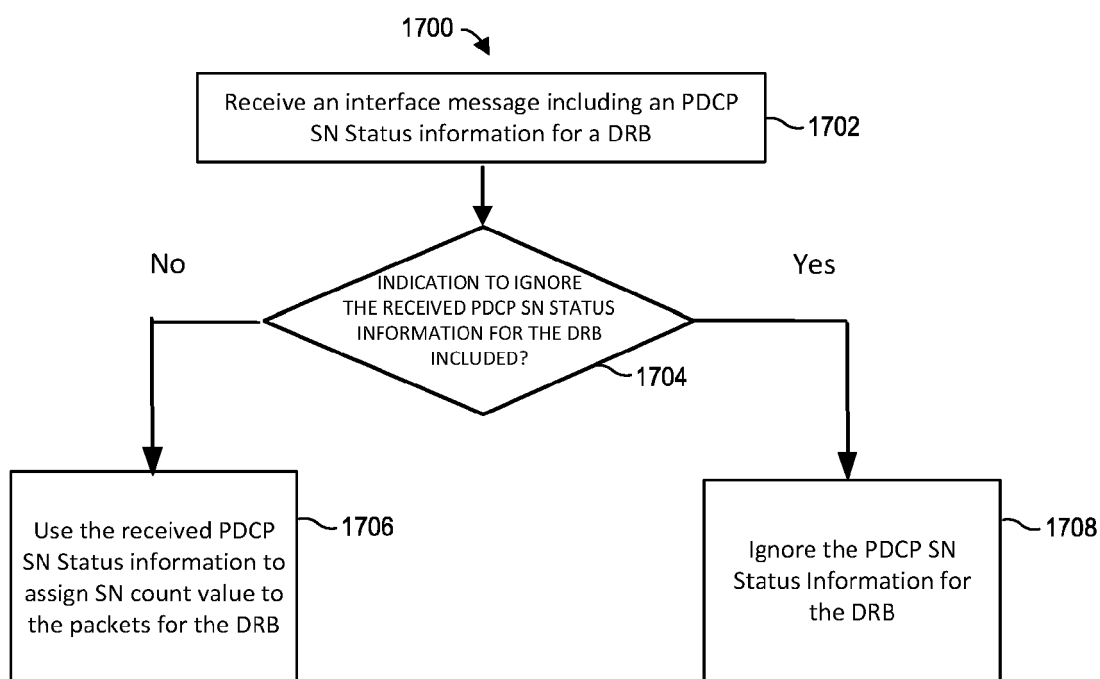 1700
Receive an interface message including an PDCP
SN Status information for a DRB
1702
No
Yes
INDICATION TO IGNORE
THE RECEIVED PDCP SN STATUS
INFORMATION FOR THE DRB
INCLUDED?
1704
Use the received PDCP
SN Status information to
assign SN count value to
the packets for the DRB
1706
Ignore the PDCP SN
Status Information for
the DRB
1708